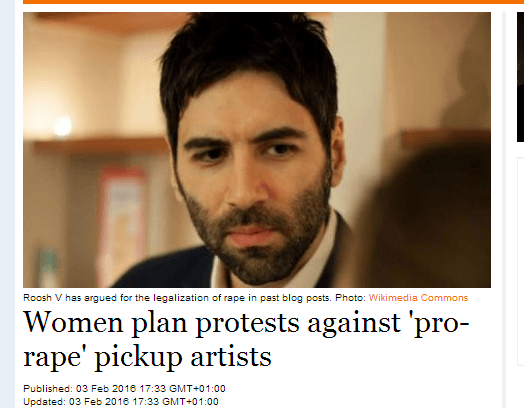 Roosh V has argued for the legalization of rape in past blog posts. Photo: Wikimedia Commons
Women plan protests against 'pro-
rape' pickup artists
Published: 03 Feb 2016 17:33 GMT+01:00
Updated: 03 Feb 2016 17:33 GMT+01:00